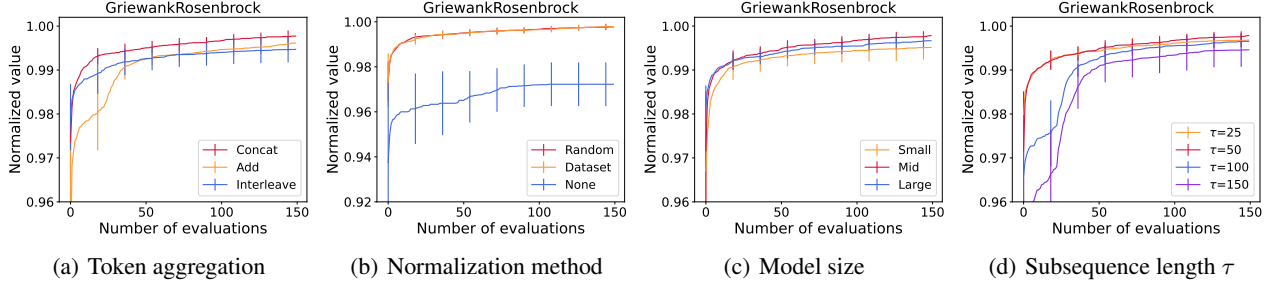 GriewankRosenbrock
Normalized value
1.00
0.99
0.98
0.97
0.96
0
50
100
150
Number of evaluations
Concat
Add
Interleave
(a) Token aggregation
GriewankRosenbrock
Normalized value
1.00
0.98
0.96
0.94
0.92
0
50
100
150
Number of evaluations
Random
Dataset
None
(b) Normalization method
GriewankRosenbrock
Normalized value
1.00
0.99
0.98
0.97
0.96
0
50
100
150
Number of evaluations
Small
Mid
Large
(c) Model size
GriewankRosenbrock
Normalized value
1.00
0.99
0.98
0.97
0.96
0
50
100
150
Number of evaluations
τ=25
τ=50
τ=100
τ=150
(d) Subsequence length τ